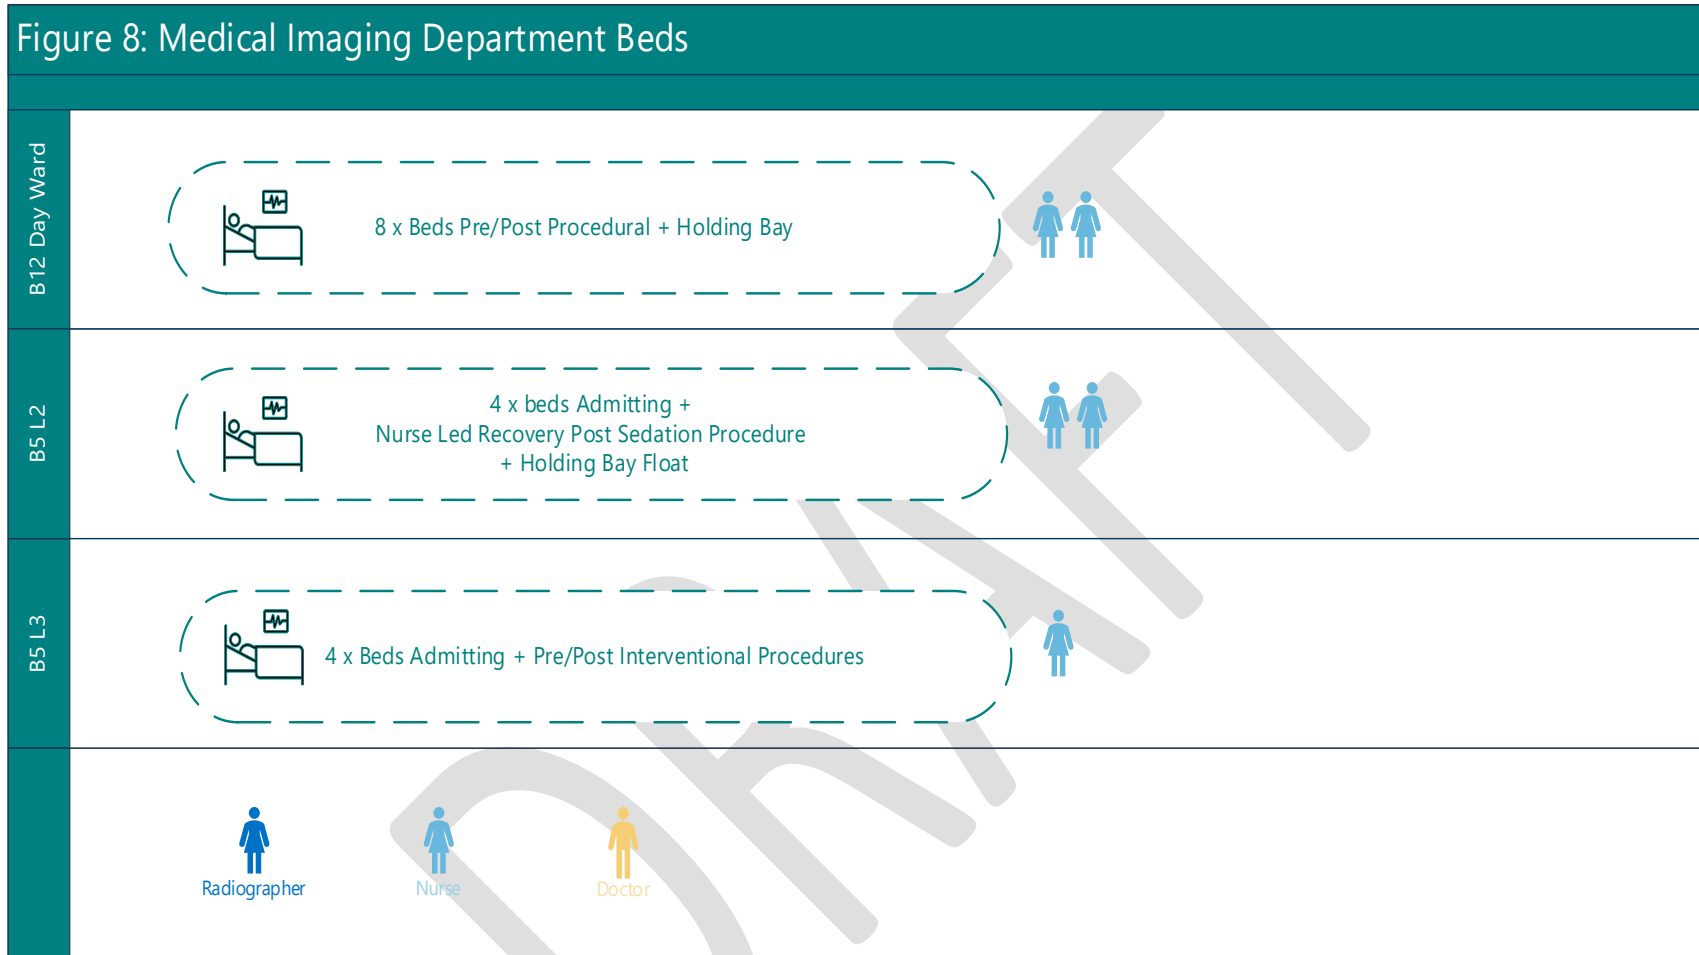 Figure 8: Medical Imaging Department Beds
B12 Day Ward
8 x Beds Pre/Post Procedural + Holding Bay
B5 L2
4 x beds Admitting +
Nurse Led Recovery Post Sedation Procedure
+ Holding Bay Float
B5 L3
4 x Beds Admitting + Pre/Post Interventional Procedures
Radiographer
Nurse
Doctor
DRAFT